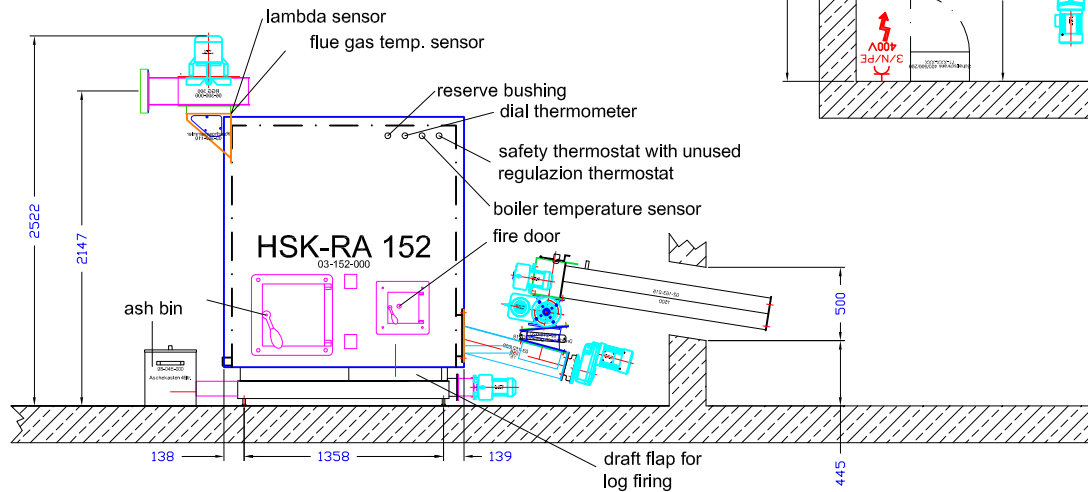 lambda sensor
flue gas temp. sensor
400V
3/N/PE
reserve bushing
dial thermometer
safety thermostat with unused
regulazion thermostat
boiler temperature sensor
fire door
HSK-RA 152
03-152-000
ash bin
2522
2147
500
445
138
1358
139
draft flap for
log firing